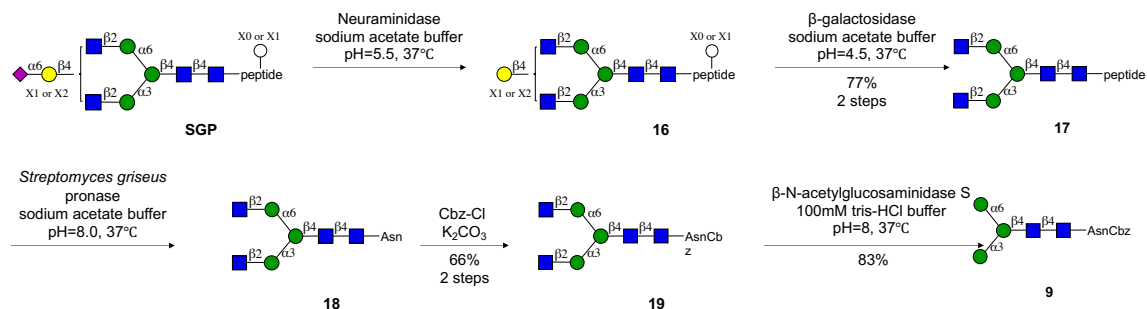 Neuraminidase
sodium acetate buffer
pH=5.5, 37℃
β-galactosidase
sodium acetate buffer
pH=4.5, 37℃
77%
2 steps
α6 β4
X1 or X2
β2
α6
β2
α3
β4 β4
peptide
X0 or X1
SGP
β4
X1 or X2
β2
α6
β2
α3
β4 β4
peptide
X0 or X1
16
β2
α6
β2
α3
β4 β4
peptide
17
Streptomyces griseus
pronase
sodium acetate buffer
pH=8.0, 37℃
β2
α6
β2
α3
β4 β4
Asn
18
Cbz-Cl
K2CO3
66%
2 steps
β2
α6
β2
α3
β4 β4
AsnCb
z
19
β-N-acetylglucosaminidase S
100mM tris-HCl buffer
pH=8, 37℃
83%
α6
α3
β4 β4
AsnCbz
9